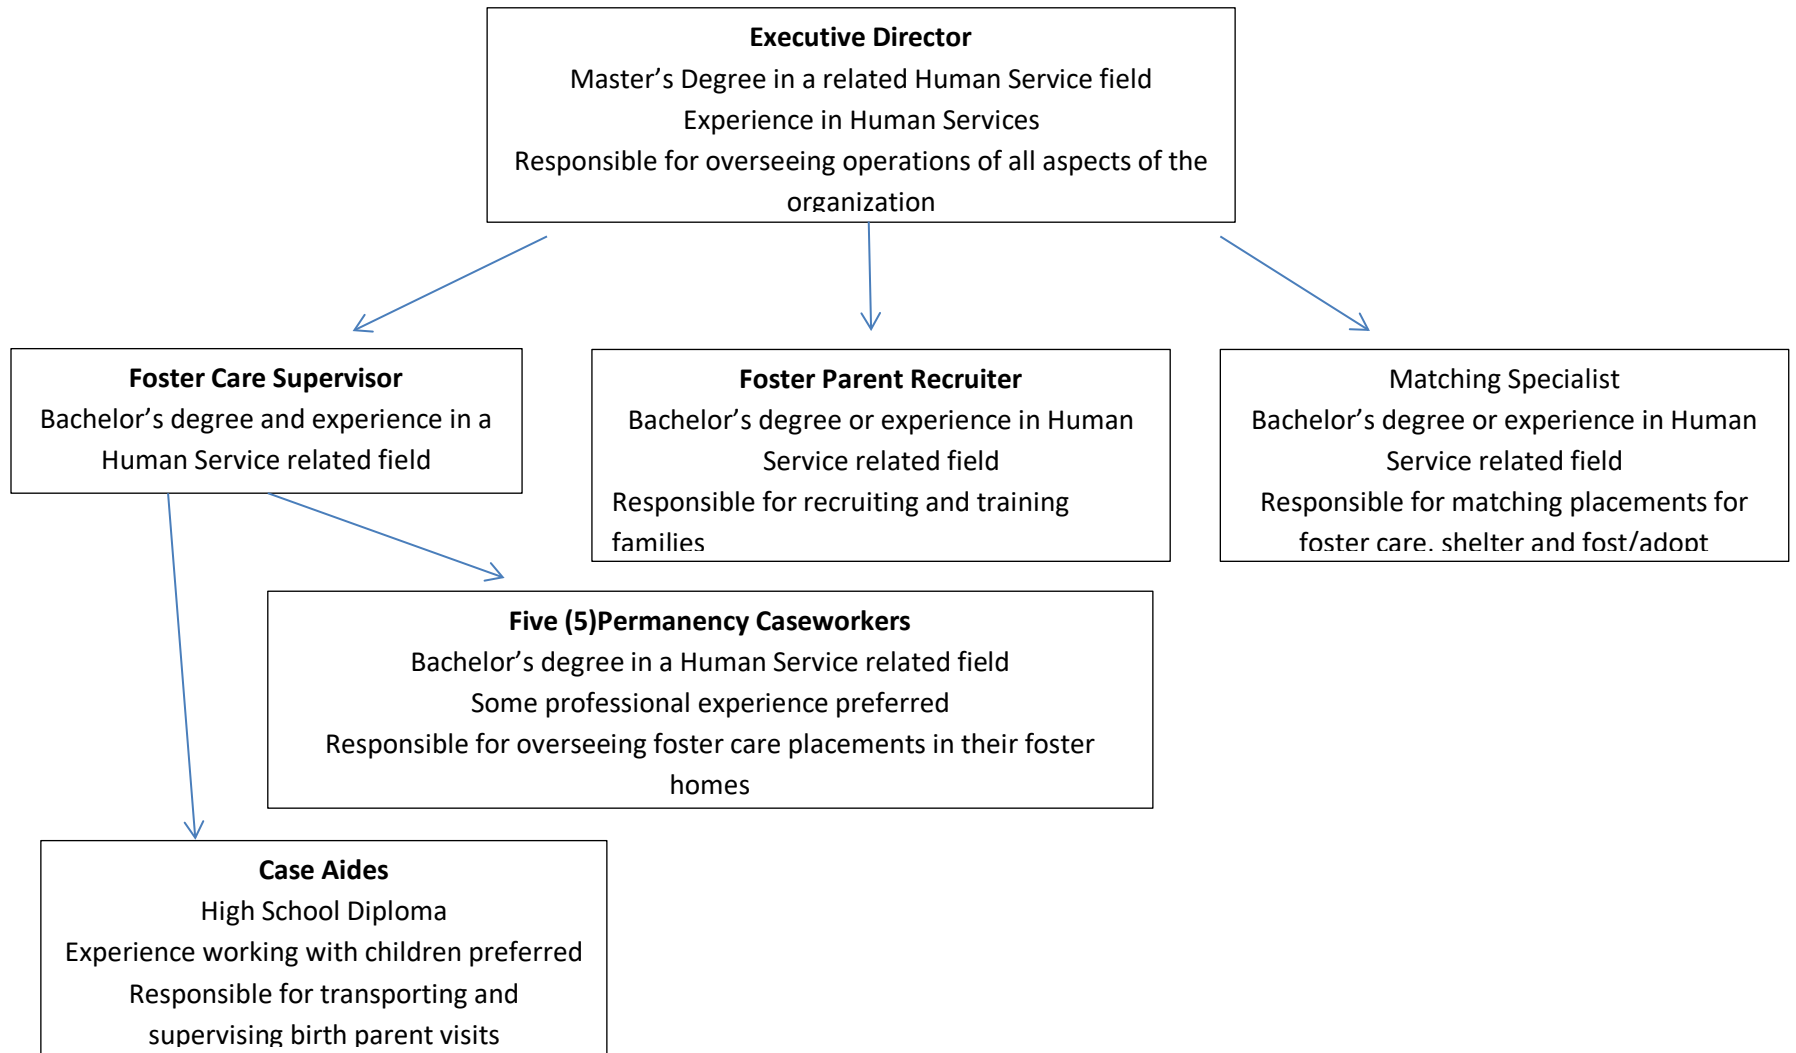 Executive Director
Master’s Degree in a related Human Service field
Experience in Human Services
Responsible for overseeing operations of all aspects of the
organization
Foster Care Supervisor
Bachelor’s degree and experience in a
Human Service related field
Foster Parent Recruiter
Bachelor’s degree or experience in Human
Service related field
Responsible for recruiting and training
families
Matching Specialist
Bachelor’s degree or experience in Human
Service related field
Responsible for matching placements for
foster care, shelter and fost/adopt
Five (5)Permanency Caseworkers
Bachelor’s degree in a Human Service related field
Some professional experience preferred
Responsible for overseeing foster care placements in their foster
homes
Case Aides
High School Diploma
Experience working with children preferred
Responsible for transporting and
supervising birth parent visits